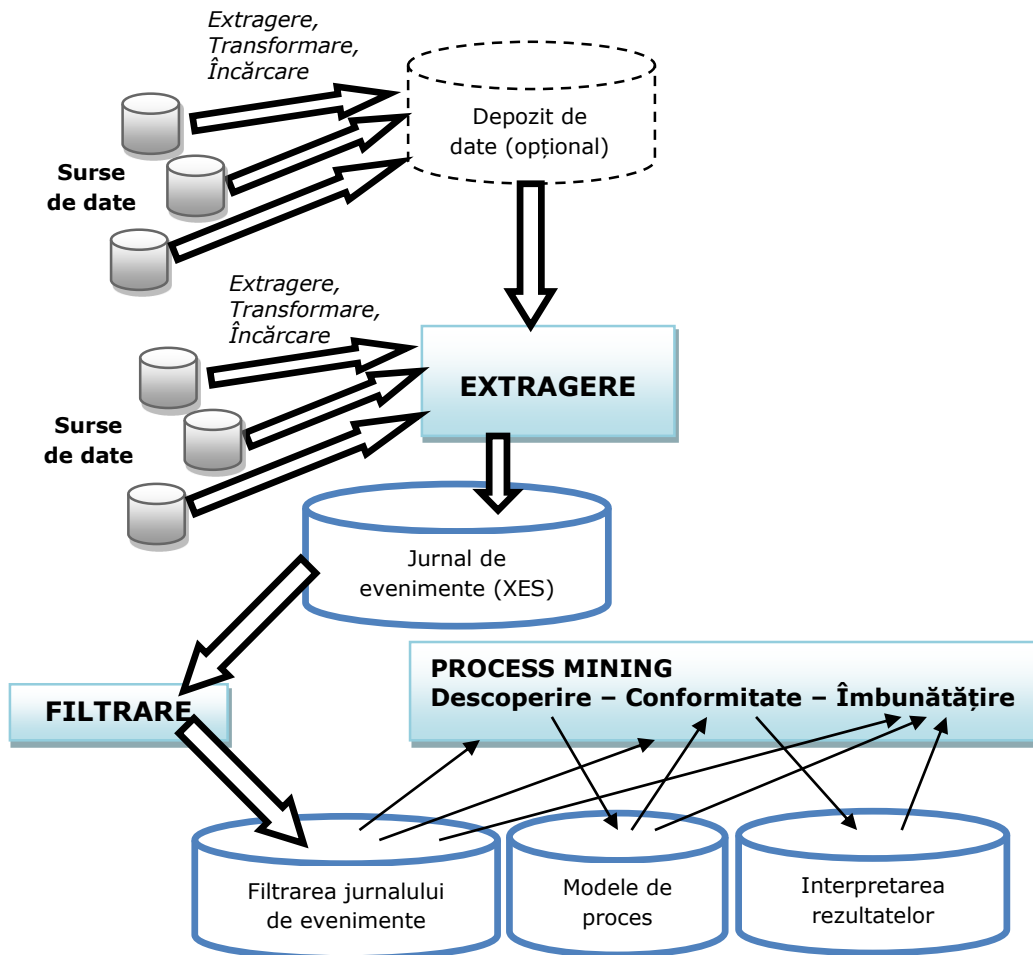 Extragere,
Transformare,
Încărcare
Depozit de
date (opțional)
Surse
de date
Extragere,
Transformare,
Încărcare
EXTRAGERE
Surse
de date
Jurnal de
evenimente (XES)
PROCESS MINING
Descoperire – Conformitate – Îmbunătățire
FILTRARE
Filtrarea jurnalului
de evenimente
Modele de
proces
Interpretarea
rezultatelor